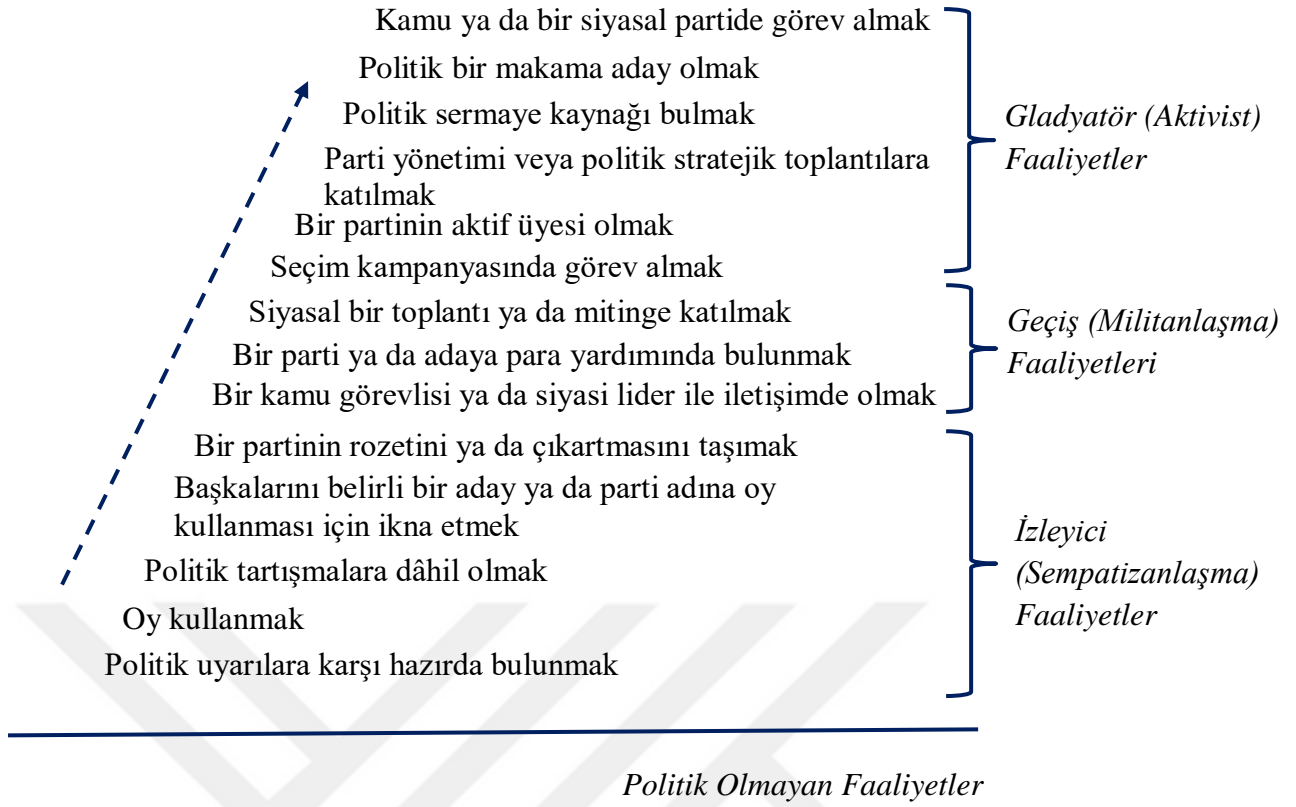 Kamu ya da bir siyasal partide görev almak
Politik bir makama aday olmak
Politik sermaye kaynağı bulmak
Parti yönetimi veya politik stratejik toplantılara
katılmak
Bir partinin aktif üyesi olmak
Seçim kampanyasında görev almak
Gladyatör (Aktivist)
Faaliyetler
Siyasal bir toplantı ya da mitinge katılmak
Bir parti ya da adaya para yardımında bulunmak
Bir kamu görevlisi ya da siyasi lider ile iletişimde olmak
Geçiş (Militanlaşma)
Faaliyetleri
Bir partinin rozetini ya da çıkartmasını taşımak
Başkalarını belirli bir aday ya da parti adına oy
kullanması için ikna etmek
Politik tartışmalara dâhil olmak
Oy kullanmak
Politik uyarılara karşı hazırda bulunmak
İzleyici
(Sempatizanlaşma)
Faaliyetler
Politik Olmayan Faaliyetler